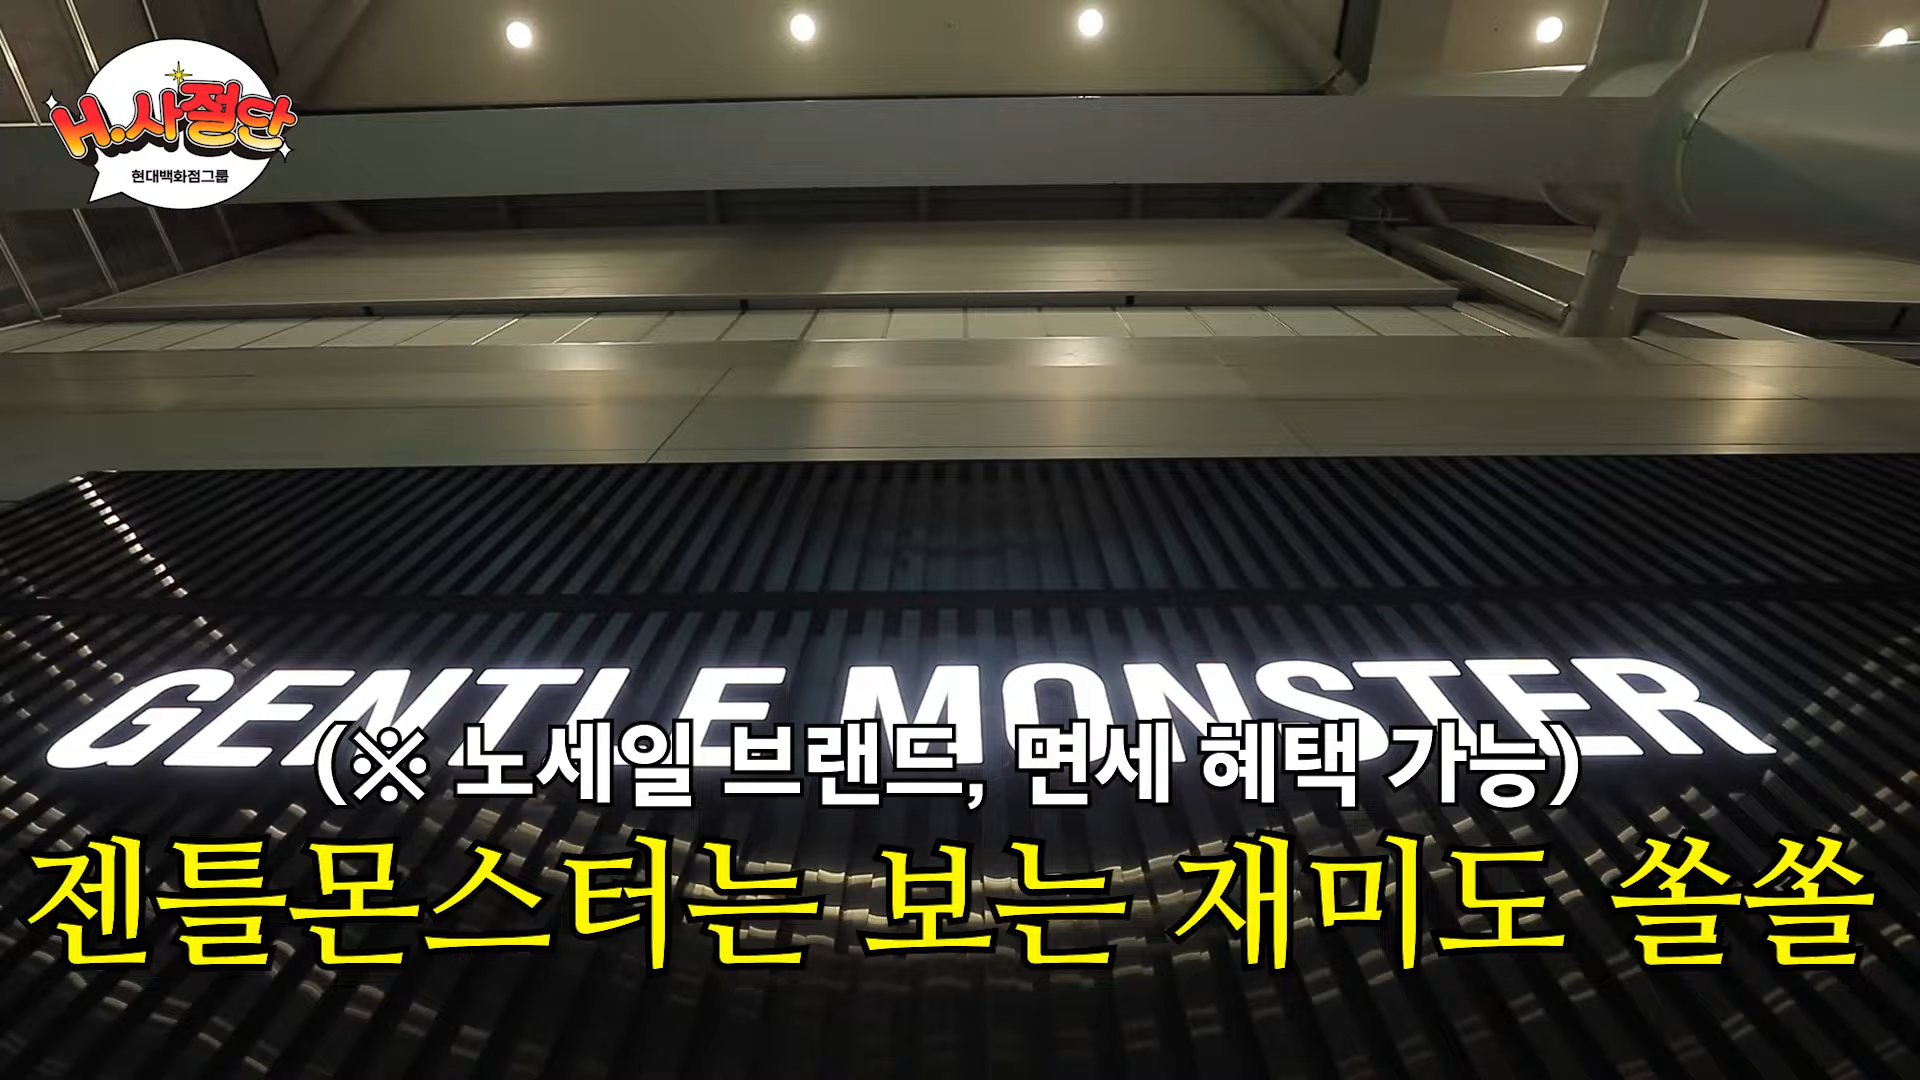 H.사절단
현대백화점그룹
GENTLE MONSTER
(※ 노세일 브랜드, 면세 혜택 가능)
젠틀몬스터는 보는 재미도 쏠쏠